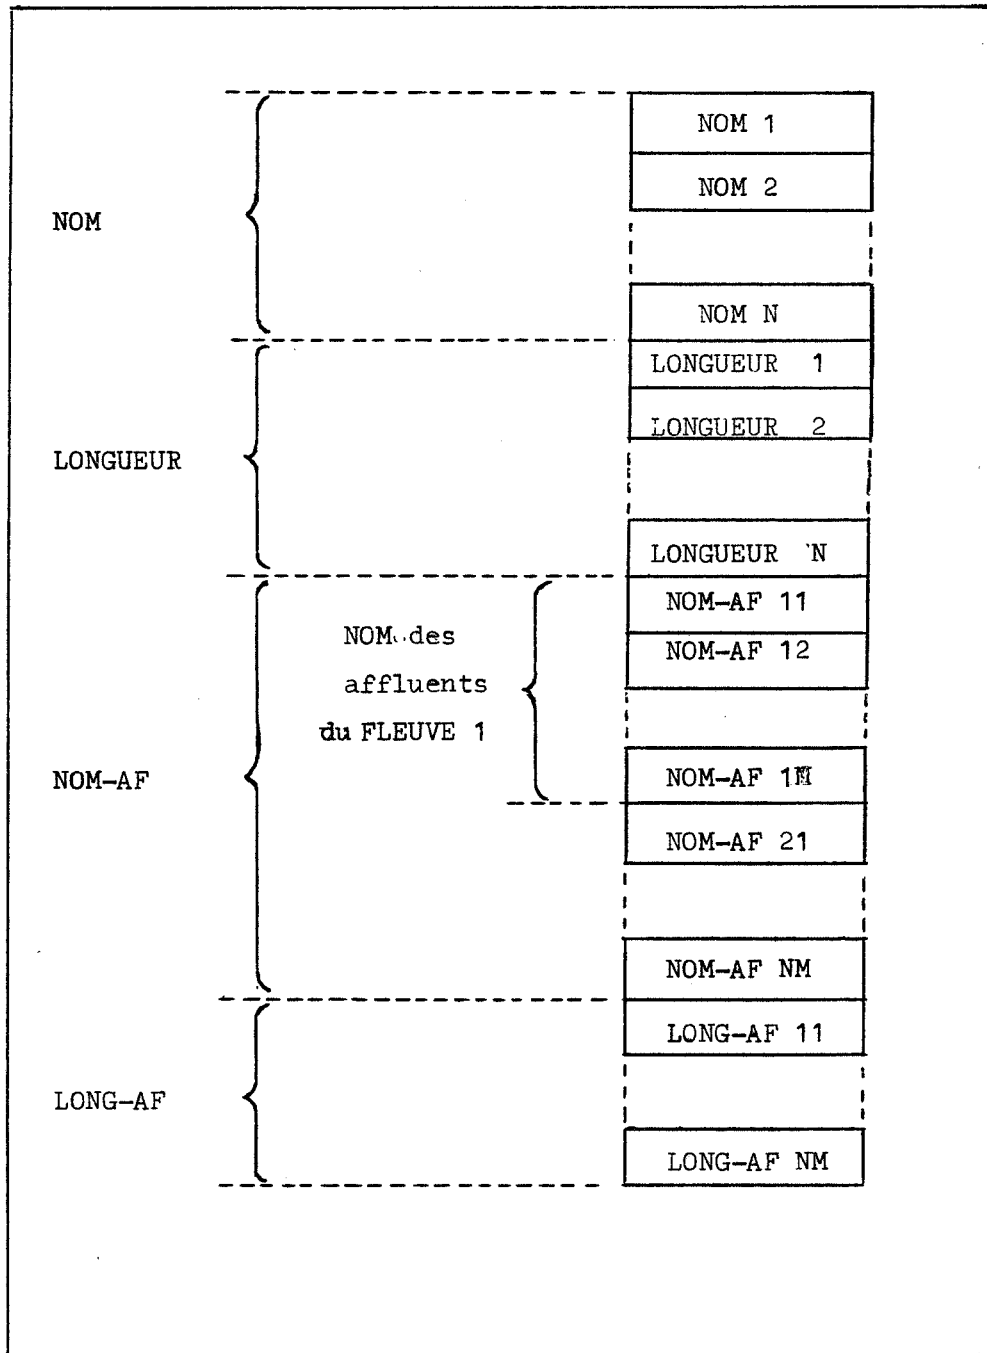 NOM 1
NOM 2
NOM
NOM N
LONGUEUR 1
LONGUEUR 2
LONGUEUR
LONGUEUR N
NOM-AF 11
NOM des
NOM-AF 12
affluents
du FLEUVE 1
NOM-AF
NOM-AF 1M
NOM-AF 21
NOM-AF NM
LONG-AF 11
LONG-AF
LONG-AF NM